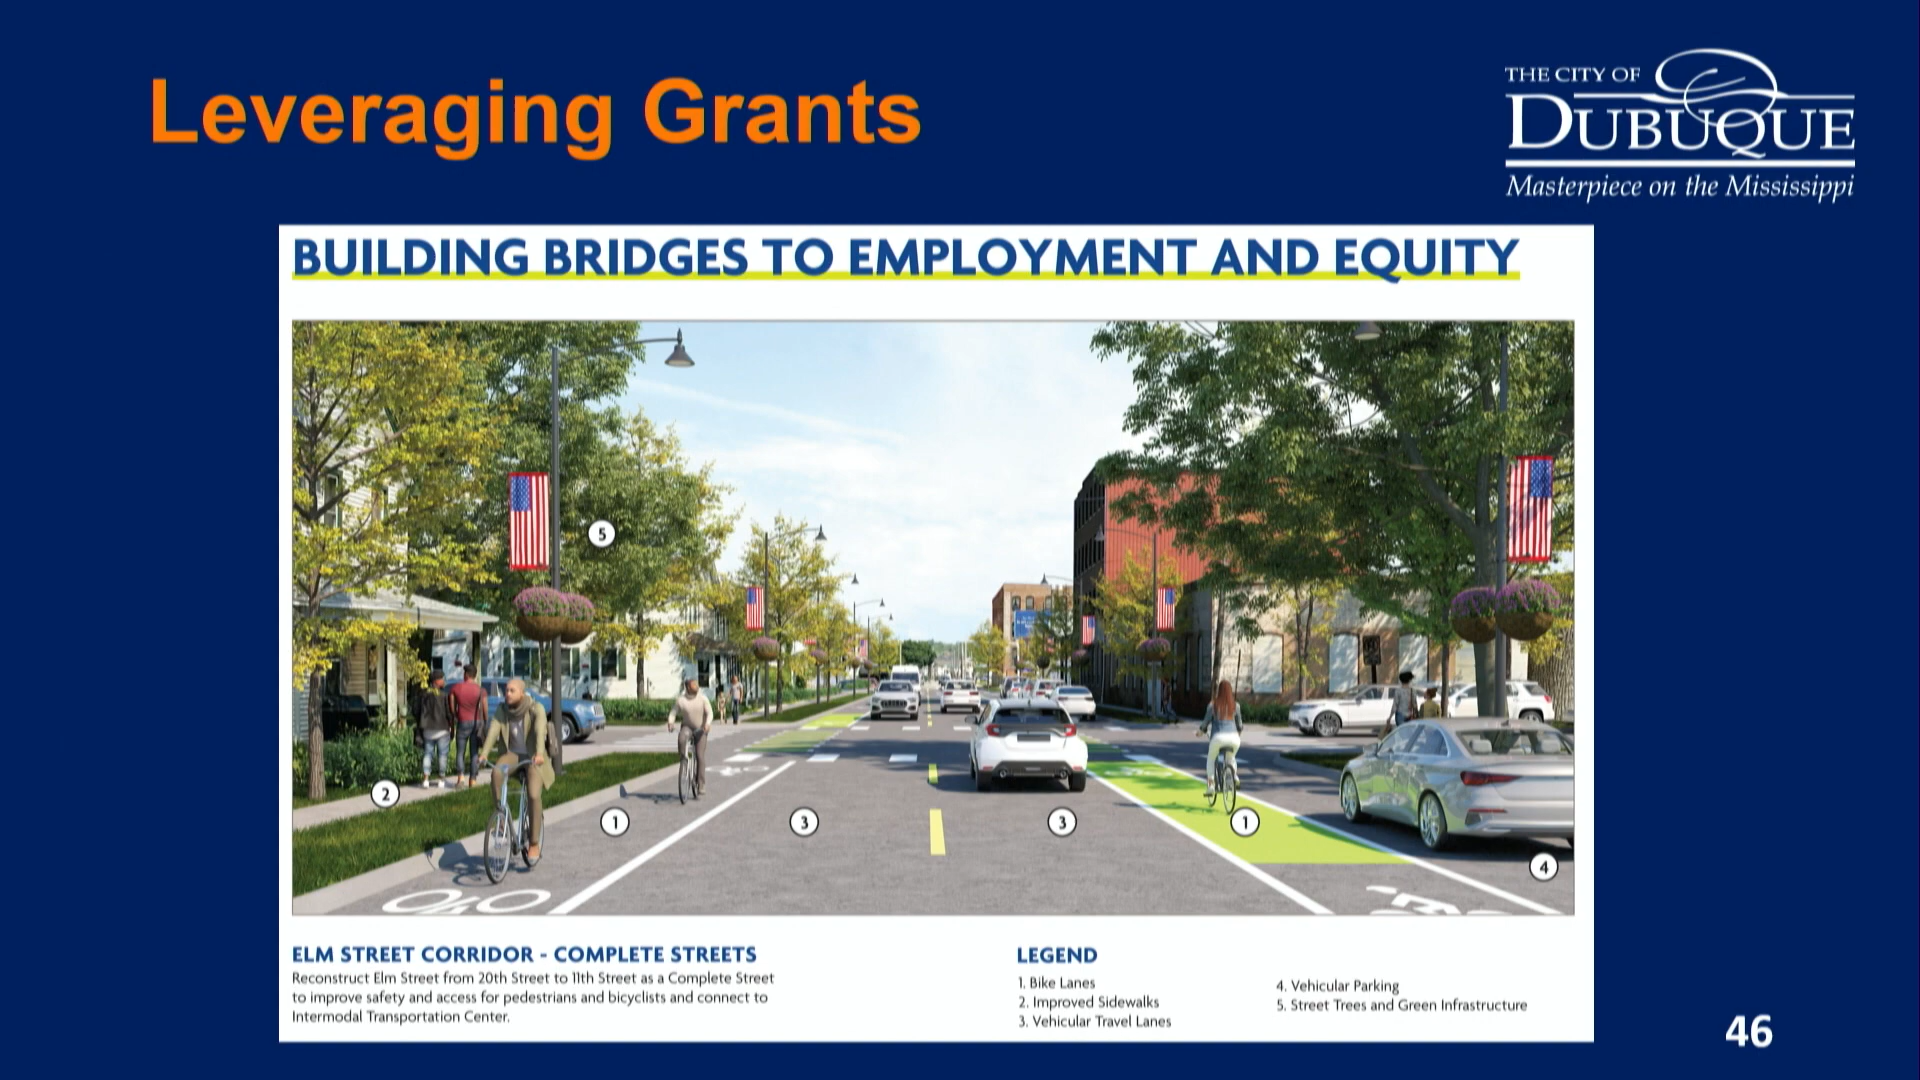 Leveraging Grants
THE CITY OF
DUBUQUE
Masterpiece on the Mississippi
BUILDING BRIDGES TO EMPLOYMENT AND EQUITY
5
2
1
3
3
1
4
ELM STREET CORRIDOR - COMPLETE STREETS
Reconstruct Elm Street from 20th Street to 11th Street as a Complete Street
to improve safety and access for pedestrians and bicyclists and connect to
Intermodal Transportation Center.
LEGEND
1. Bike Lanes
2. Improved Sidewalks
3. Vehicular Travel Lanes
4. Vehicular Parking
5. Street Trees and Green Infrastructure
46